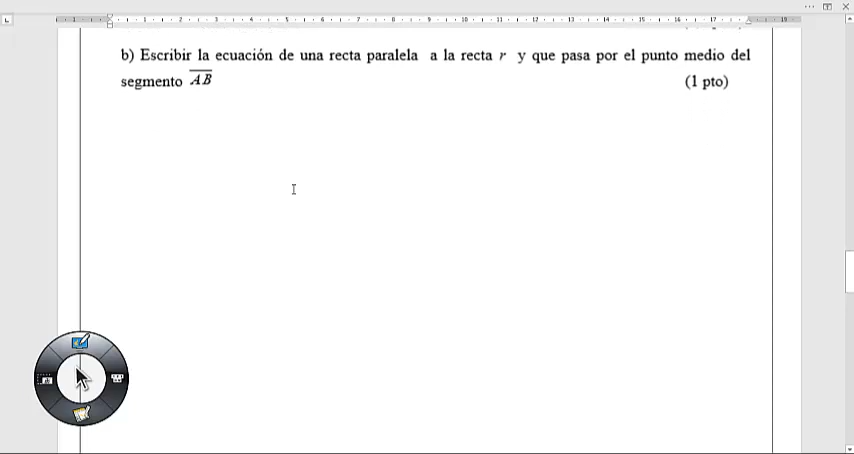 b) Escribir la ecuación de una recta paralela a la recta r y que pasa por el punto medio del
segmento AB (1 pto)